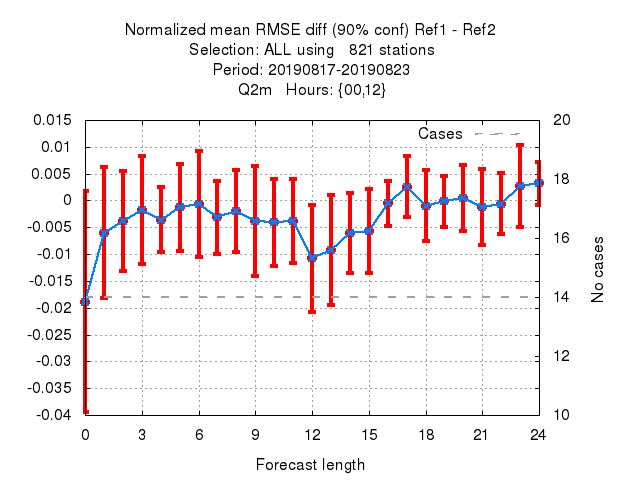 Normalized mean RMSE diff (90% conf) Ref1 - Ref2
Selection: ALL using   821 stations
Period: 20190817-20190823
Q2m   Hours: {00,12}
Cases
0.015
0.01
0.005
0
-0.005
-0.01
-0.015
-0.02
-0.025
-0.03
-0.035
-0.04
20
18
16
14
12
10
No cases
0 3 6 9 12 15 18 21 24
Forecast length